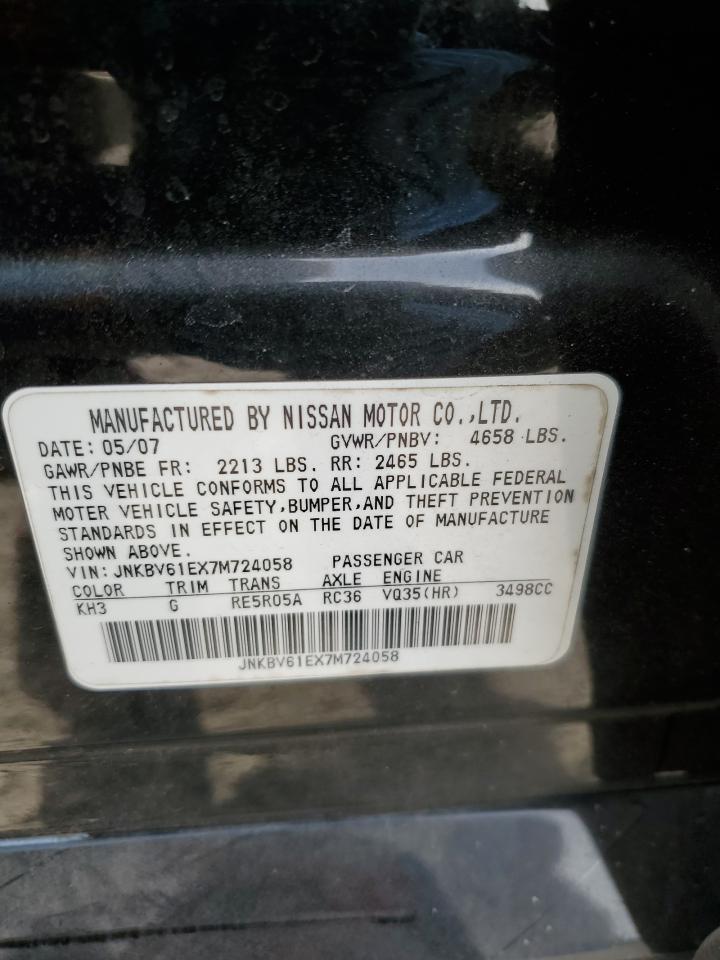 MANUFACTURED BY NISSAN MOTOR CO.,LTD.
DATE: 05/07 GVWR/PNBV: 4658 LBS.
GAWR/PNBE FR: 2213 LBS. RR: 2465 LBS.
THIS VEHICLE CONFORMS TO ALL APPLICABLE FEDERAL
MOTER VEHICLE SAFETY,BUMPER,AND THEFT PREVENTION
STANDARDS IN EFFECT ON THE DATE OF MANUFACTURE
SHOWN ABOVE.
VIN: JNKBV61EX7M724058 PASSENGER CAR
COLOR TRIM TRANS AXLE ENGINE
KH3 G RE5R05A RC36 VQ35(HR) 3498CC
JNKBV61EX7M724058